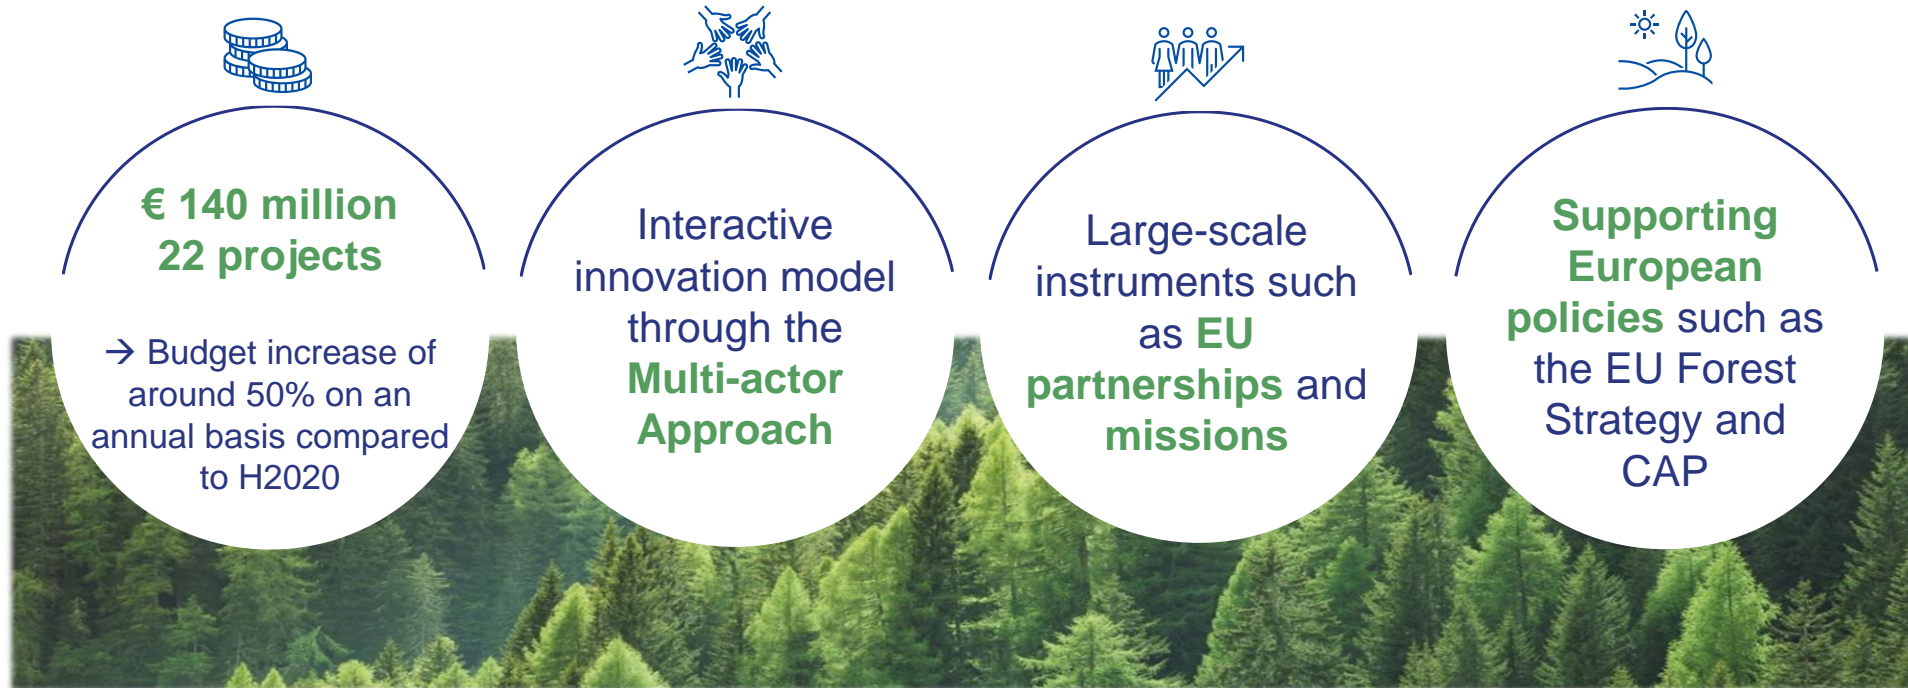 € 140 million
22 projects
→ Budget increase of
around 50% on an
annual basis compared
to H2020
Interactive
innovation model
through the
Multi-actor
Approach
Large-scale
instruments such
as EU
partnerships and
missions
Supporting
European
policies such as
the EU Forest
Strategy and
CAP